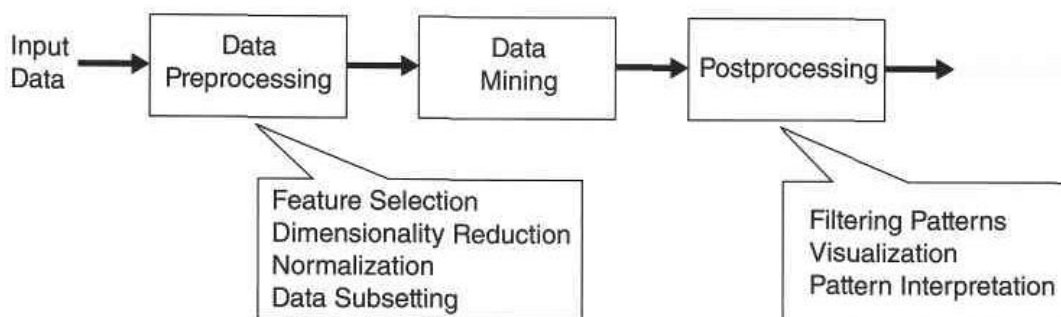 Input
Data
Data
Preprocessing
Data
Mining
Postprocessing
Feature Selection
Dimensionality Reduction
Normalization
Data Subsetting
Filtering Patterns
Visualization
Pattern Interpretation